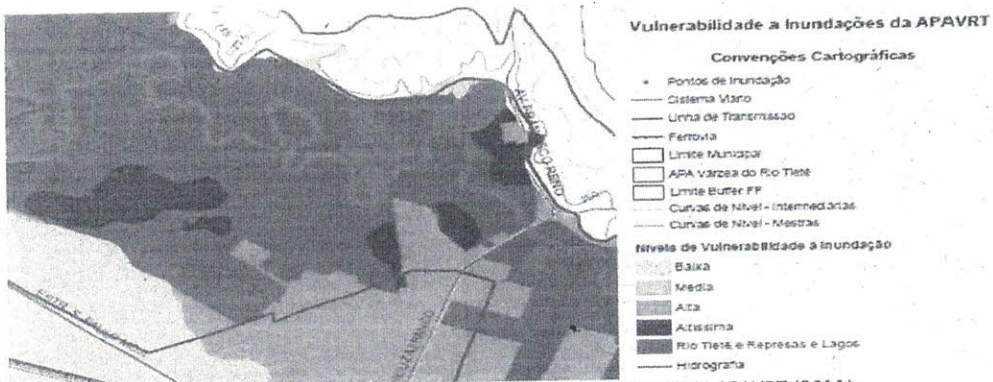 Vulnerabilidade a Inundações da APAVRT
Convenções Cartográficas
Pontos de Inundação
Sistema Viário
Linha de Transmissão
Ferrovia
Limite Municipal
APA Várzea do Rio Tietê
Limite Buffer FF
Curvas de Nível - Intermediárias
Curvas de Nível - Mestras
Níveis de Vulnerabilidade à Inundação
Baixa
Média
Alta
Altíssima
Rio Tietê e Represas e Lagos
Hidrografia